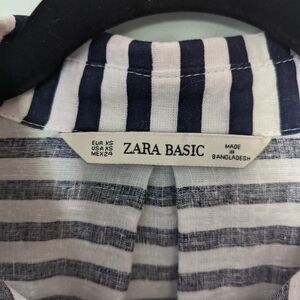 EUR XS
USA XS
MEX 24
ZARA BASIC
MADE
IN
BANGLADESH